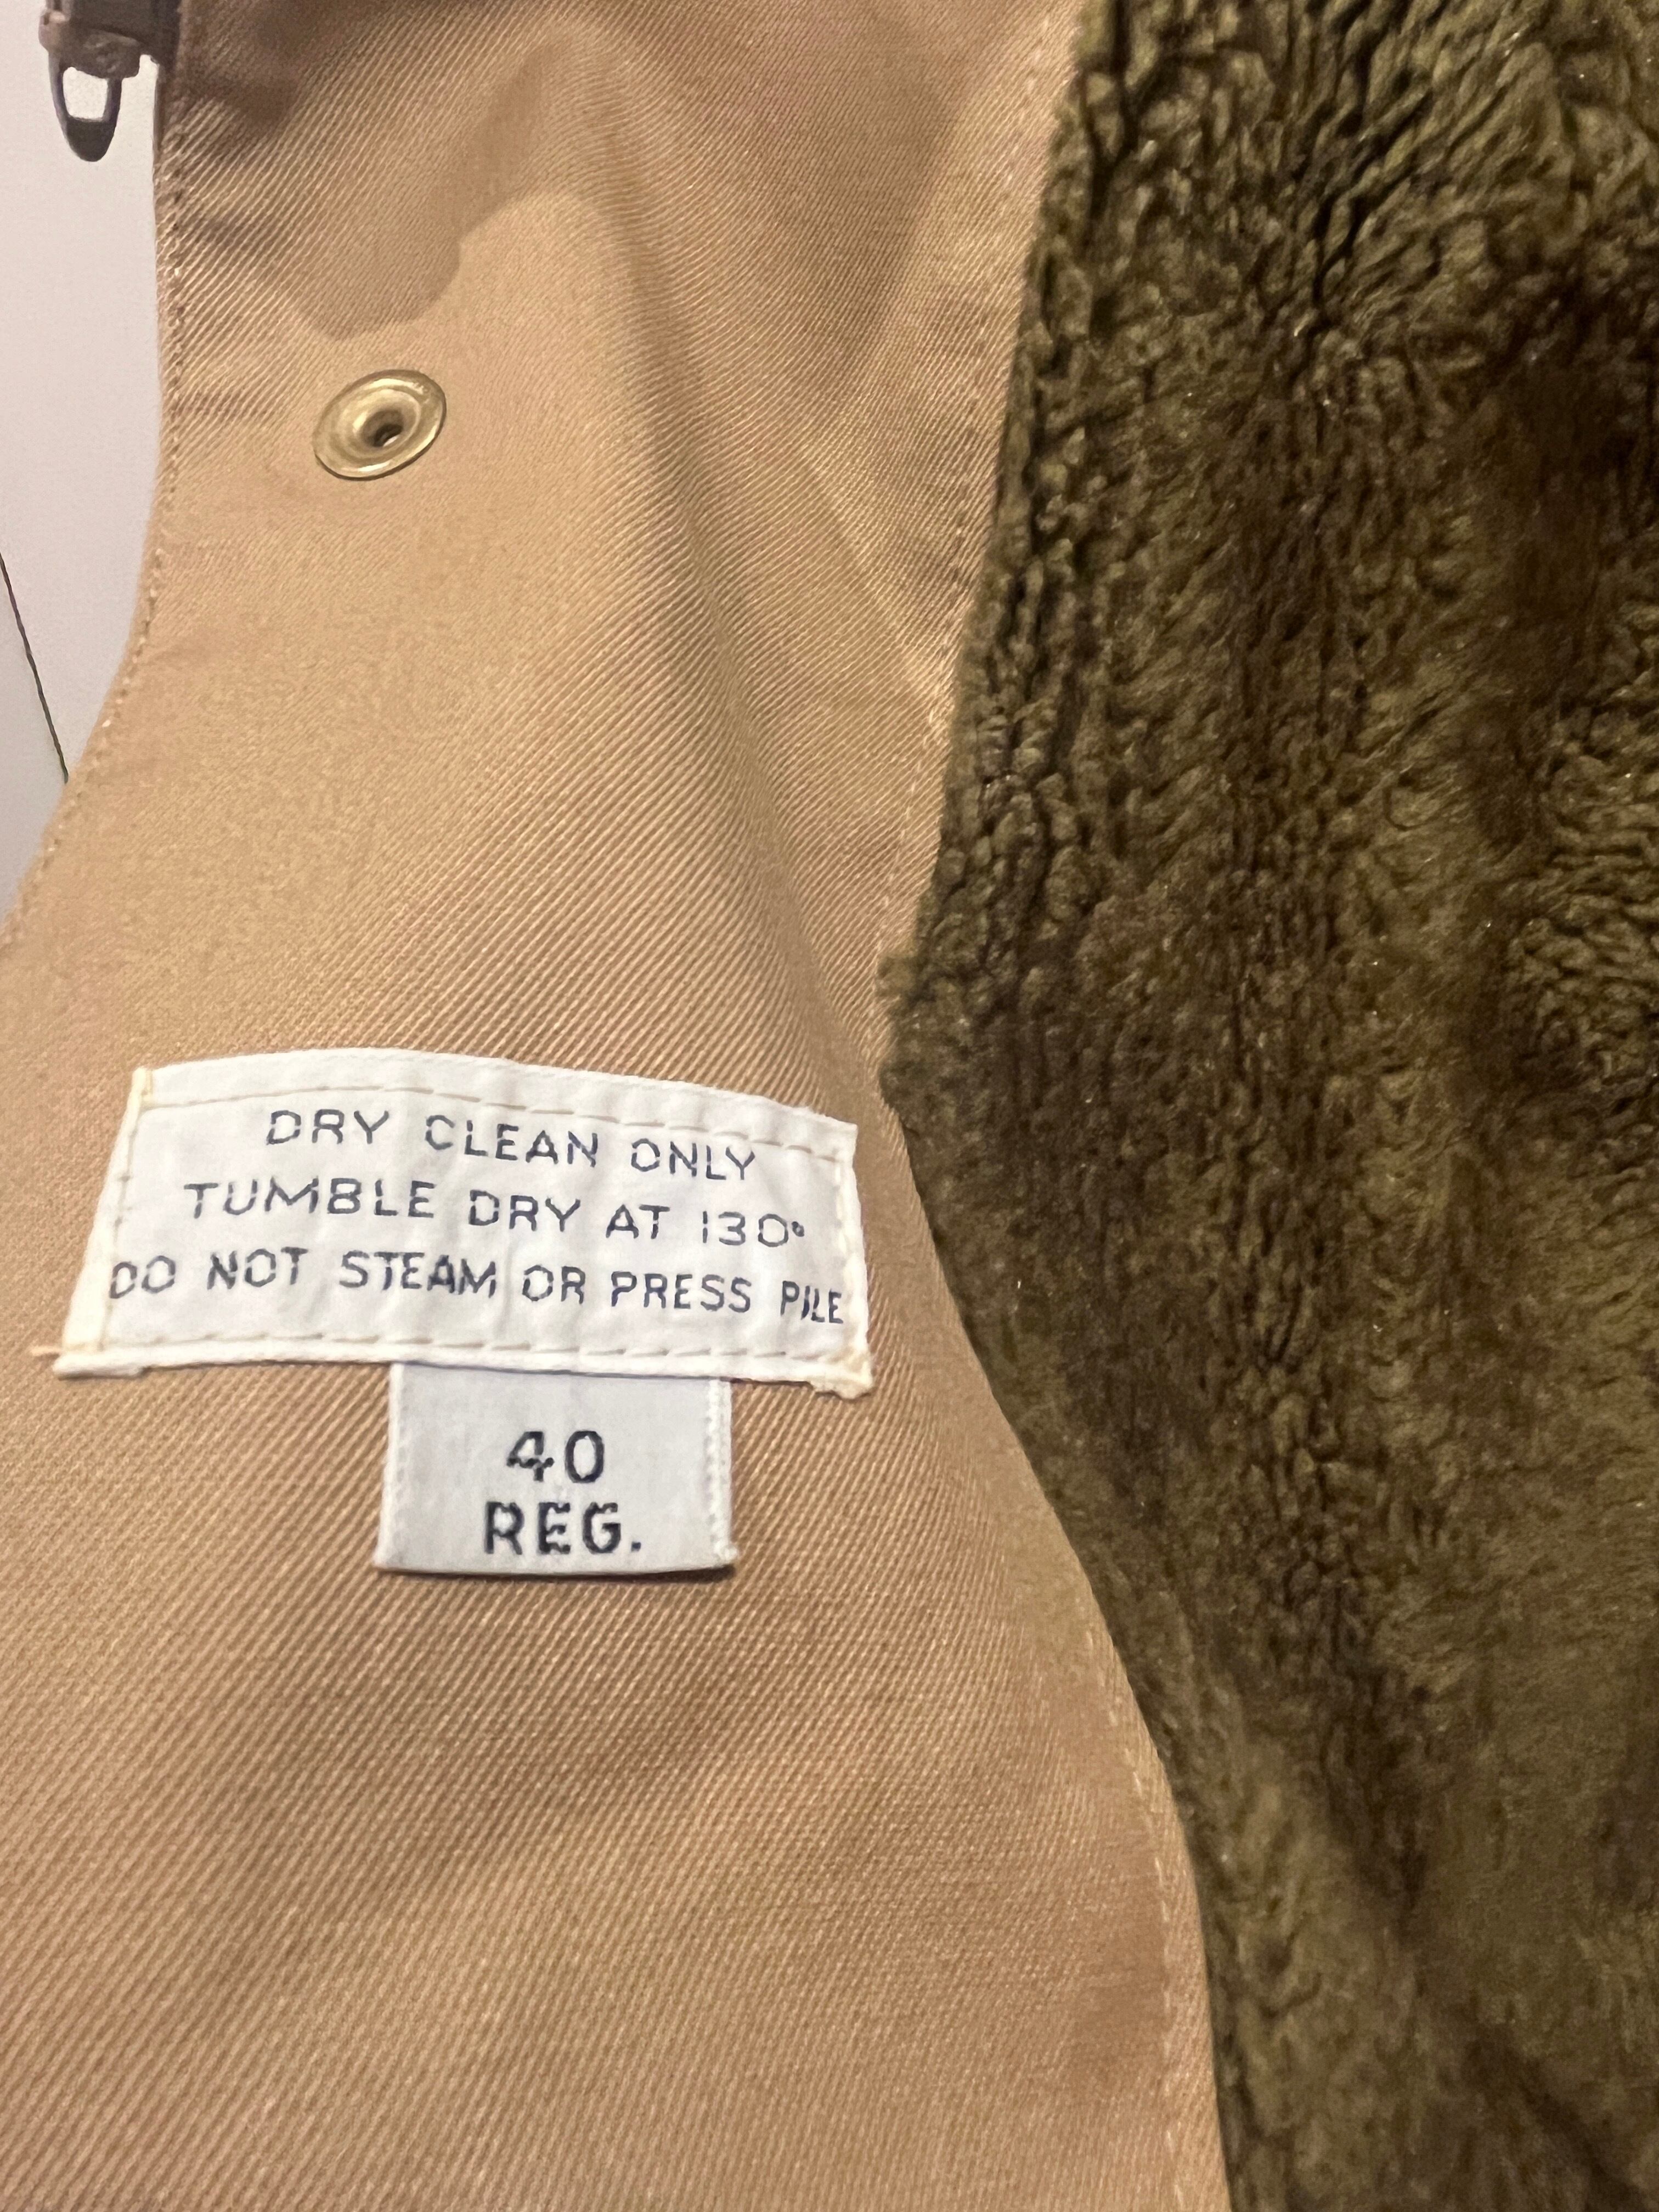 DRY CLEAN ONLY
TUMBLE DRY AT 130°
DO NOT STEAM OR PRESS PILE
40
REG.